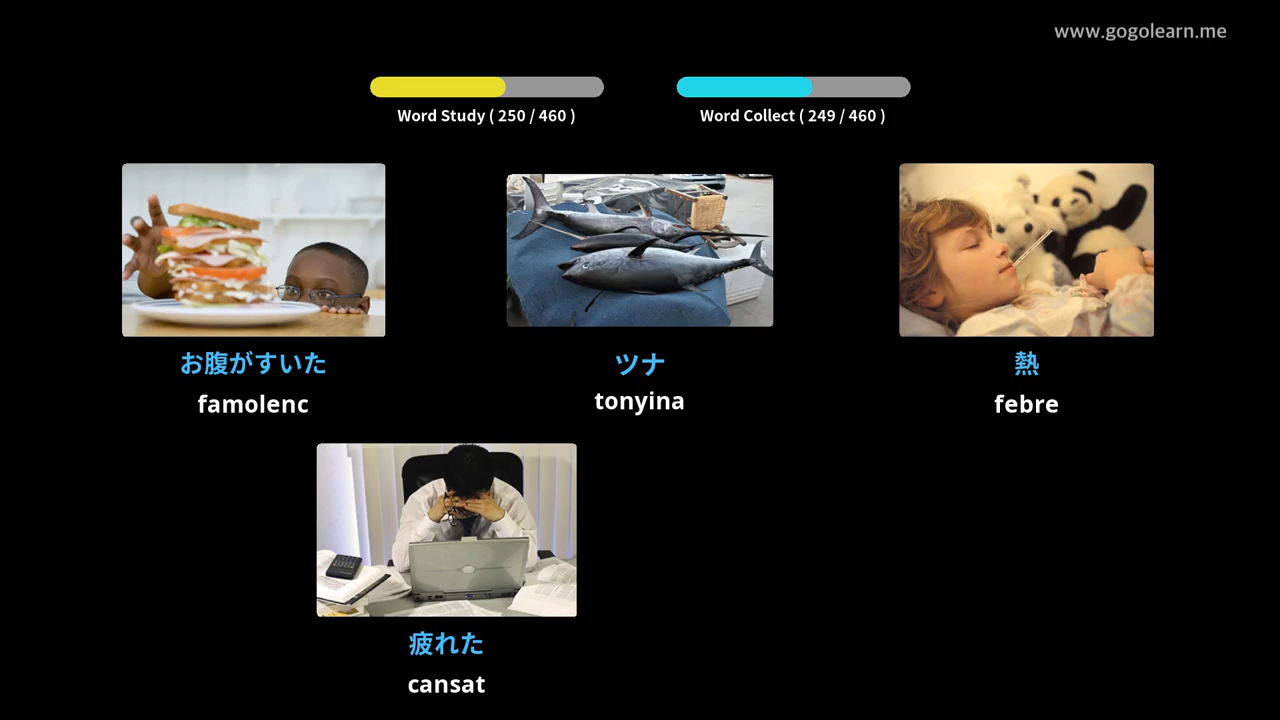 www.gogolearn.me
Word Study ( 250 / 460 )
Word Collect ( 249 / 460 )
お腹がすいた
famolenc
ツナ
tonyina
熱
febre
疲れた
cansat